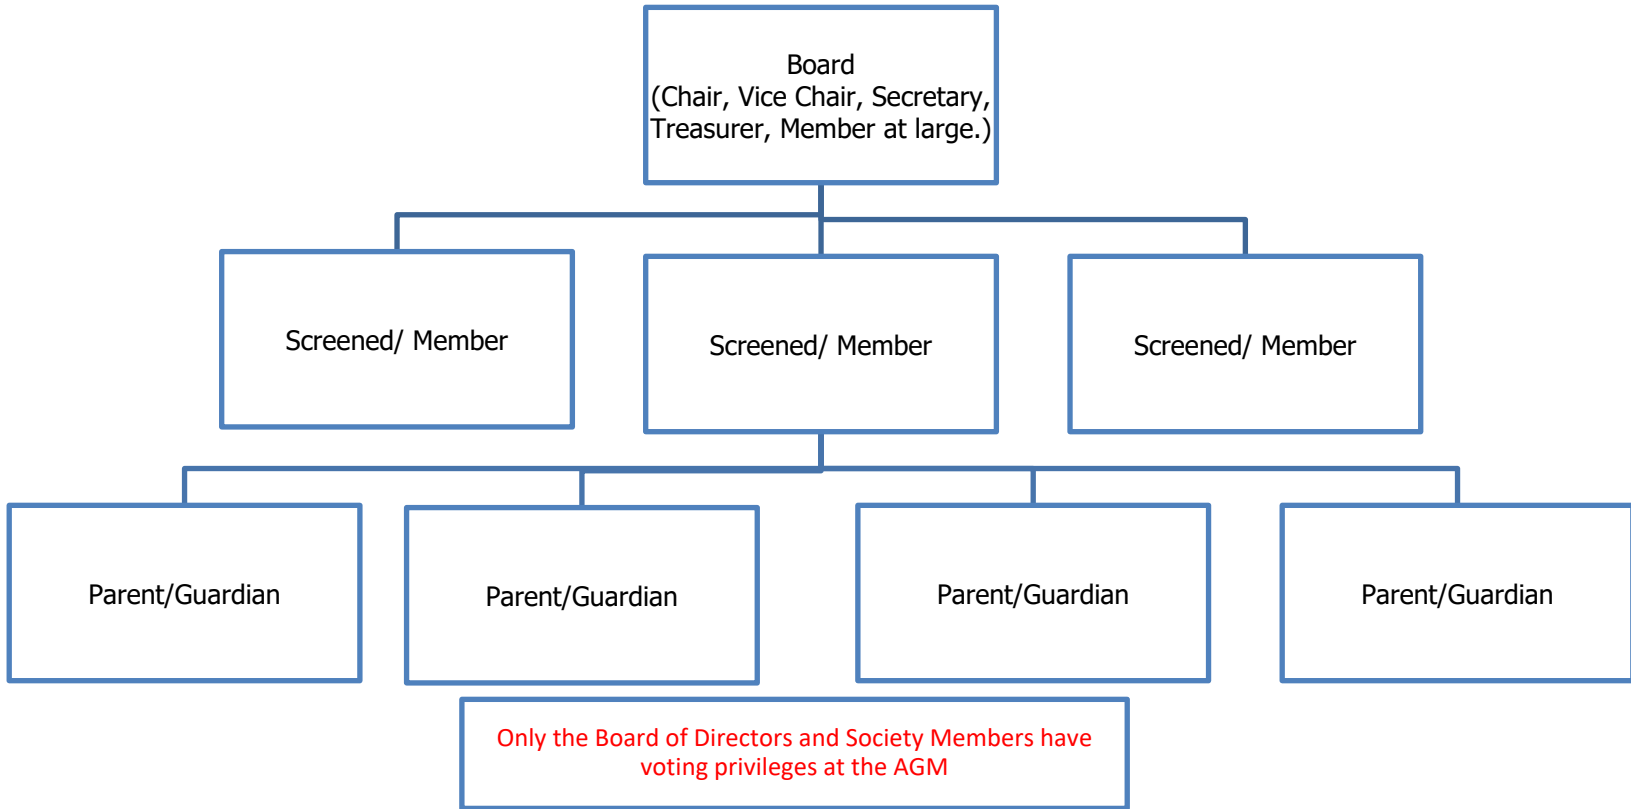 Board
(Chair, Vice Chair, Secretary,
Treasurer, Member at large.)
Screened/ Member
Screened/ Member
Screened/ Member
Parent/Guardian
Parent/Guardian
Parent/Guardian
Parent/Guardian
Only the Board of Directors and Society Members have
voting privileges at the AGM